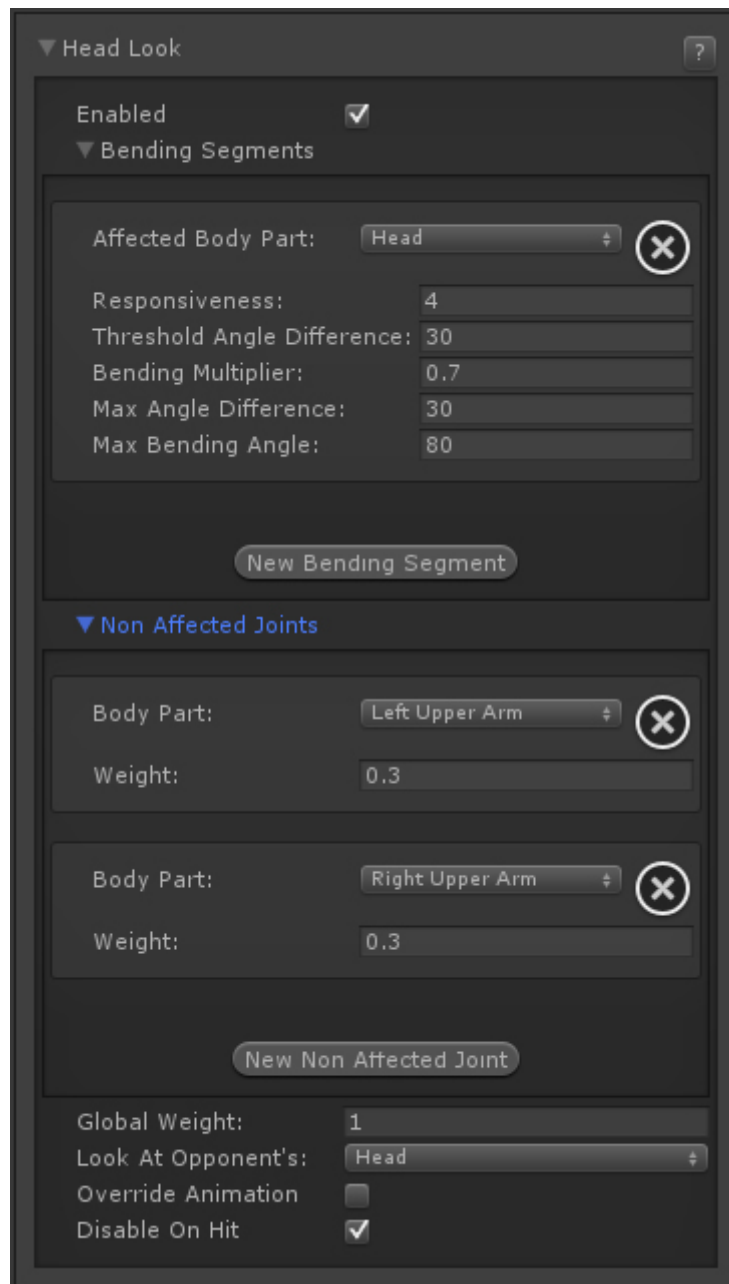 Head Look
?
Enabled
Bending Segments
Affected Body Part: Head
Responsiveness: 4
Threshold Angle Difference: 30
Bending Multiplier: 0.7
Max Angle Difference: 30
Max Bending Angle: 80
New Bending Segment
Non Affected Joints
Body Part: Left Upper Arm
Weight: 0.3
Body Part: Right Upper Arm
Weight: 0.3
New Non Affected Joint
Global Weight: 1
Look At Opponent's: Head
Override Animation
Disable On Hit